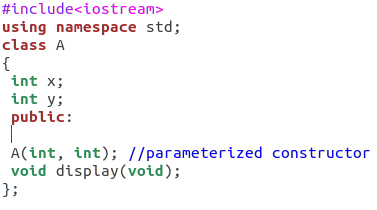 #include<iostream>
using namespace std;
class A
{
int x;
int y;
public:
A(int, int); //parameterized constructor
void display(void);
};